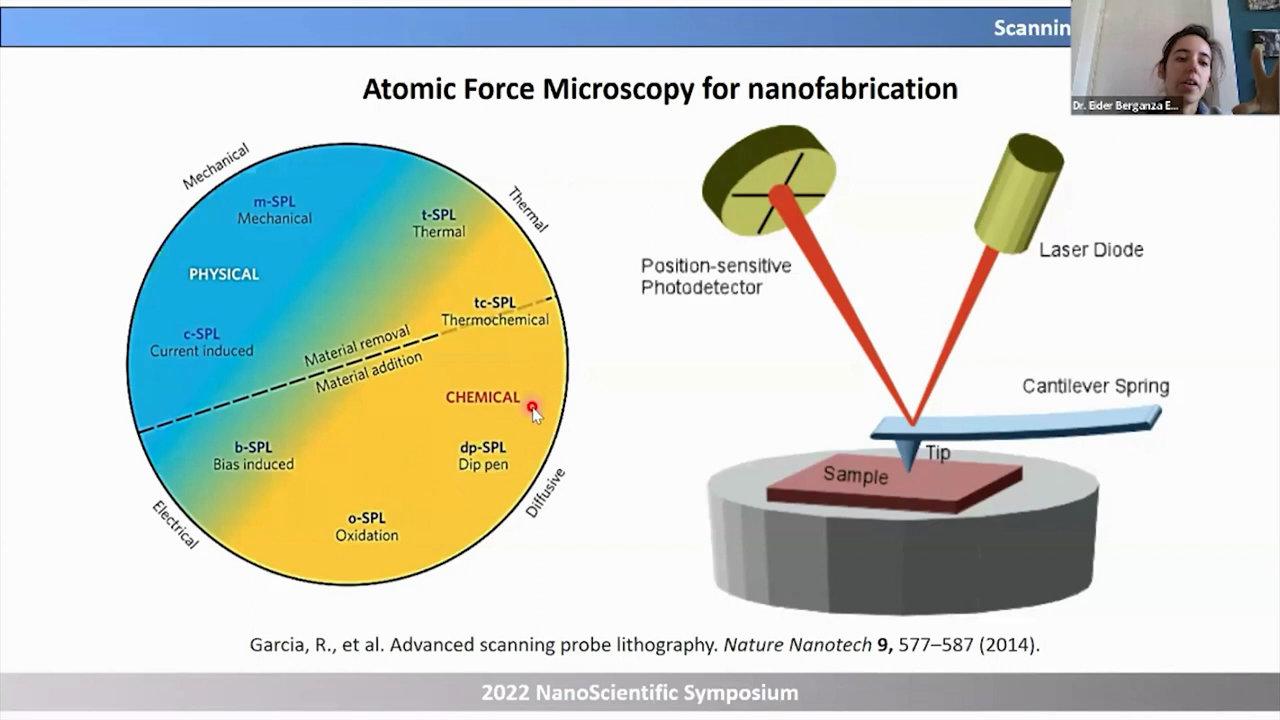 Scannin
Atomic Force Microscopy for nanofabrication
Dr. Eider Berganza E...
Mechanical
Thermal
m-SPL
Mechanical
t-SPL
Thermal
PHYSICAL
tc-SPL
Thermochemical
c-SPL
Current induced
Material removal
Material addition
CHEMICAL
b-SPL
Bias induced
dp-SPL
Dip pen
o-SPL
Oxidation
Electrical
Diffusive
Position-sensitive
Photodetector
Laser Diode
Cantilever Spring
Tip
Sample
Garcia, R., et al. Advanced scanning probe lithography. Nature Nanotech 9, 577–587 (2014).
2022 NanoScientific Symposium